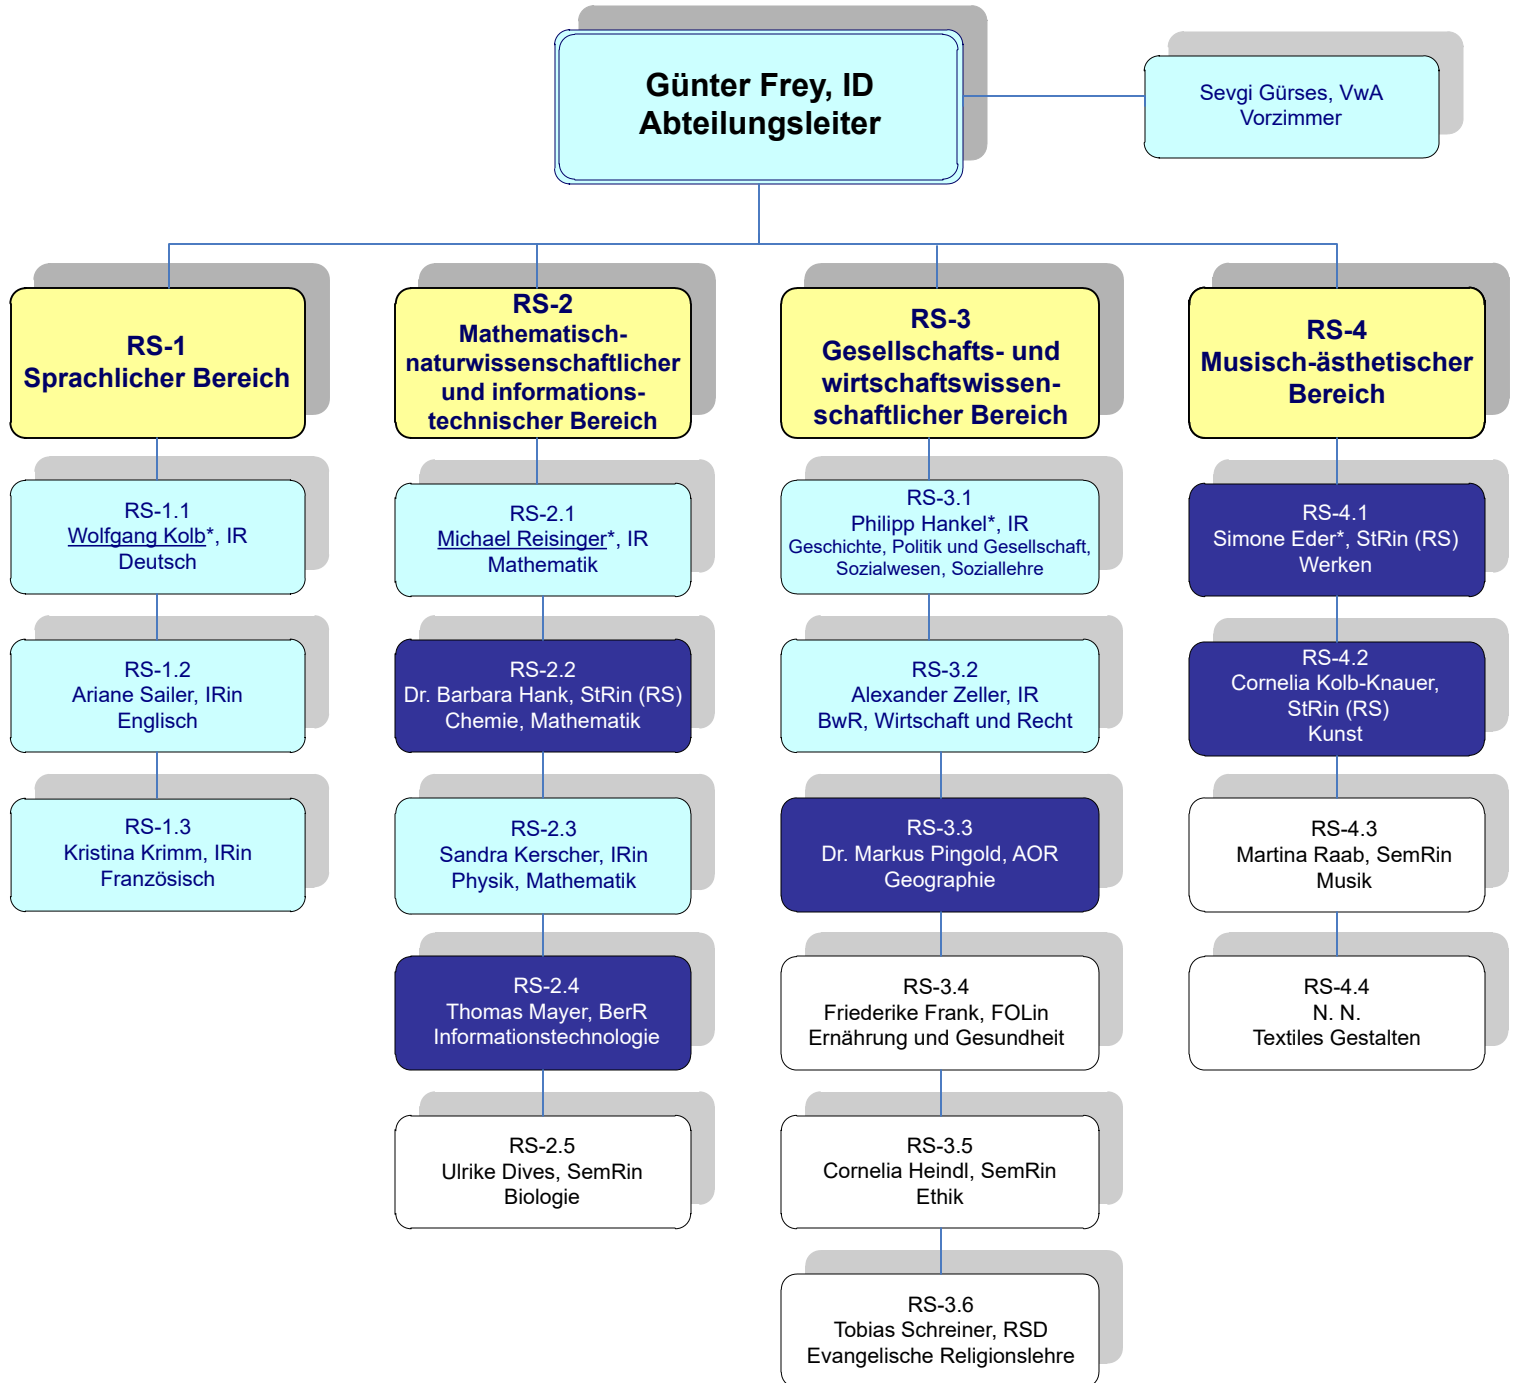 Günter Frey, ID
Abteilungsleiter
Sevgi Gürses, VwA
Vorzimmer
RS-1
Sprachlicher Bereich
RS-2
Mathematisch-
naturwissenschaftlicher
und informations-
technischer Bereich
RS-3
Gesellschafts- und
wirtschaftswissen-
schaftlicher Bereich
RS-4
Musisch-ästhetischer
Bereich
RS-1.1
Wolfgang Kolb*, IR
Deutsch
RS-1.2
Ariane Sailer, IRin
Englisch
RS-1.3
Kristina Krimm, IRin
Französisch
RS-2.1
Michael Reisinger*, IR
Mathematik
RS-2.2
Dr. Barbara Hank, StRin (RS)
Chemie, Mathematik
RS-2.3
Sandra Kerscher, IRin
Physik, Mathematik
RS-2.4
Thomas Mayer, BerR
Informationstechnologie
RS-2.5
Ulrike Dives, SemRin
Biologie
RS-3.1
Philipp Hankel*, IR
Geschichte, Politik und Gesellschaft,
Sozialwesen, Soziallehre
RS-3.2
Alexander Zeller, IR
BwR, Wirtschaft und Recht
RS-3.3
Dr. Markus Pingold, AOR
Geographie
RS-3.4
Friederike Frank, FOLin
Ernährung und Gesundheit
RS-3.5
Cornelia Heindl, SemRin
Ethik
RS-3.6
Tobias Schreiner, RSD
Evangelische Religionslehre
RS-4.1
Simone Eder*, StRin (RS)
Werken
RS-4.2
Cornelia Kolb-Knauer,
StRin (RS)
Kunst
RS-4.3
Martina Raab, SemRin
Musik
RS-4.4
N. N.
Textiles Gestalten